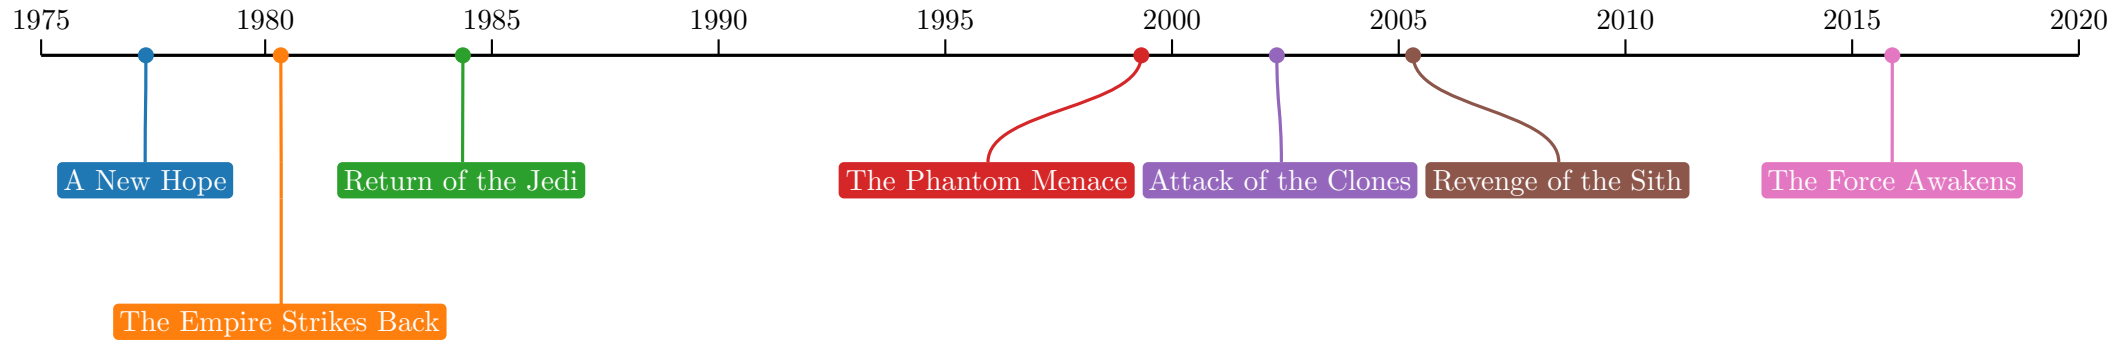 1975 1980 1985 1990 1995 2000 2005 2010 2015 2020
A New Hope Return of the Jedi The Phantom Menace Attack of the Clones Revenge of the Sith The Force Awakens
The Empire Strikes Back